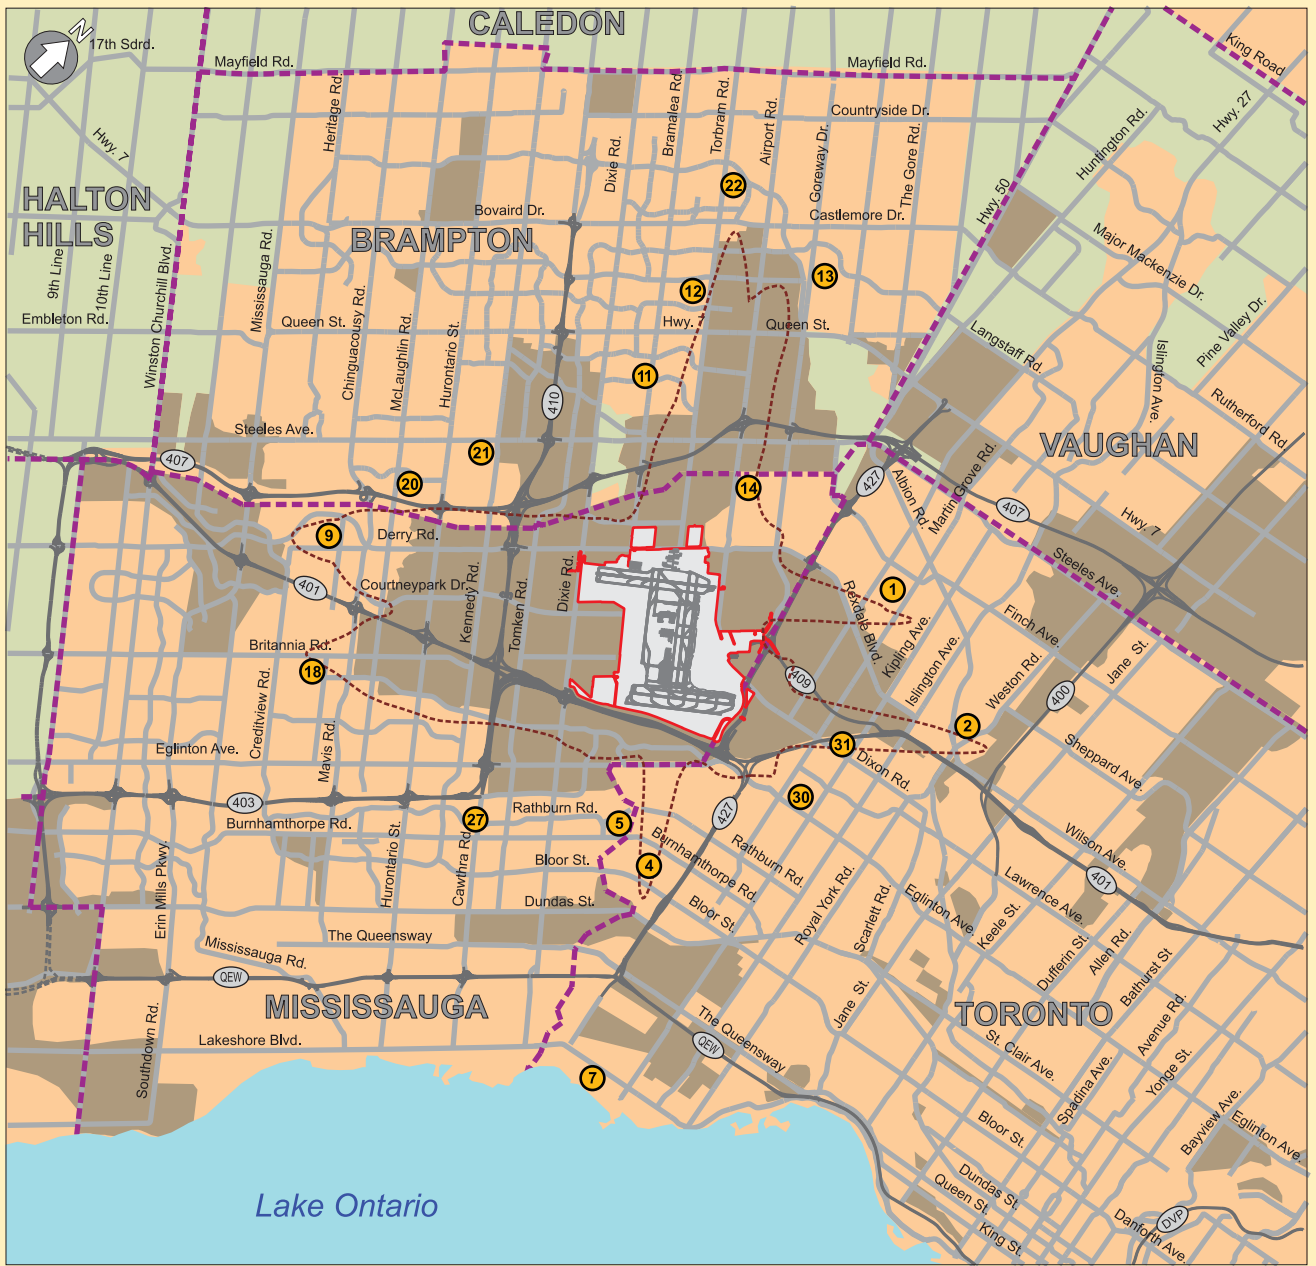 CALEDON
N
17th Sdrd.
Mayfield Rd.
Mayfield Rd.
King Road
Hwy. 27
Heritage Rd.
Bramalea Rd.
Torbram Rd.
Airport Rd.
Countryside Dr.
Huntington Rd.
Hwy. 7
Dixie Rd.
Goreway Dr.
The Gore Rd.
22
Hwy. 50
HALTON
HILLS
Bovaird Dr.
Castlemore Dr.
BRAMPTON
Major Mackenzie Dr.
9th Line
10th Line
Winston Churchill Blvd.
Mississauga Rd.
12
13
Embleton Rd.
Queen St.
Chinguacousy Rd.
McLaughlin Rd.
Hurontario St.
Hwy. 7
Queen St.
Langstaff Rd.
Islington Ave.
Pine Valley Dr.
11
410
Rutherford Rd.
Steeles Ave.
VAUGHAN
21
407
20
14
427
Albion Rd.
Martin Grove Rd.
407
Hwy. 7
9
Derry Rd.
Steeles Ave.
401
Courtneypark Dr.
Kennedy Rd.
Tomken Rd.
Dixie Rd.
1
Rexdale Blvd.
Kipling Ave.
Finch Ave.
Britannia Rd.
Islington Ave.
Weston Rd.
Jane St.
18
409
400
Creditview Rd.
Mavis Rd.
2
Eglinton Ave.
31
Dixon Rd.
Sheppard Ave.
403
Burnhamthorpe Rd.
27
Rathburn Rd.
5
427
30
Burnhamthorpe Rd.
Rathburn Rd.
Wilson Ave.
Erin Mills Pkwy.
Hurontario St.
Cawthra Rd.
Bloor St.
4
401
Dundas St.
Bloor St.
Royal York Rd.
Scarlett Rd.
Eglinton Ave.
Lawrence Ave.
Keele St.
The Queensway
Mississauga Rd.
Dufferin St.
Allen Rd.
Bathurst St
QEW
MISSISSAUGA
Jane St.
TORONTO
The Queensway
QEW
Southdown Rd.
Lakeshore Blvd.
St. Clair Ave.
Avenue Rd.
Yonge St.
Spadina Ave.
7
Bloor St.
Bayview Ave.
Eglinton Ave.
Lake Ontario
Dundas St.
Queen St.
King St.
DVP
Danforth Ave.